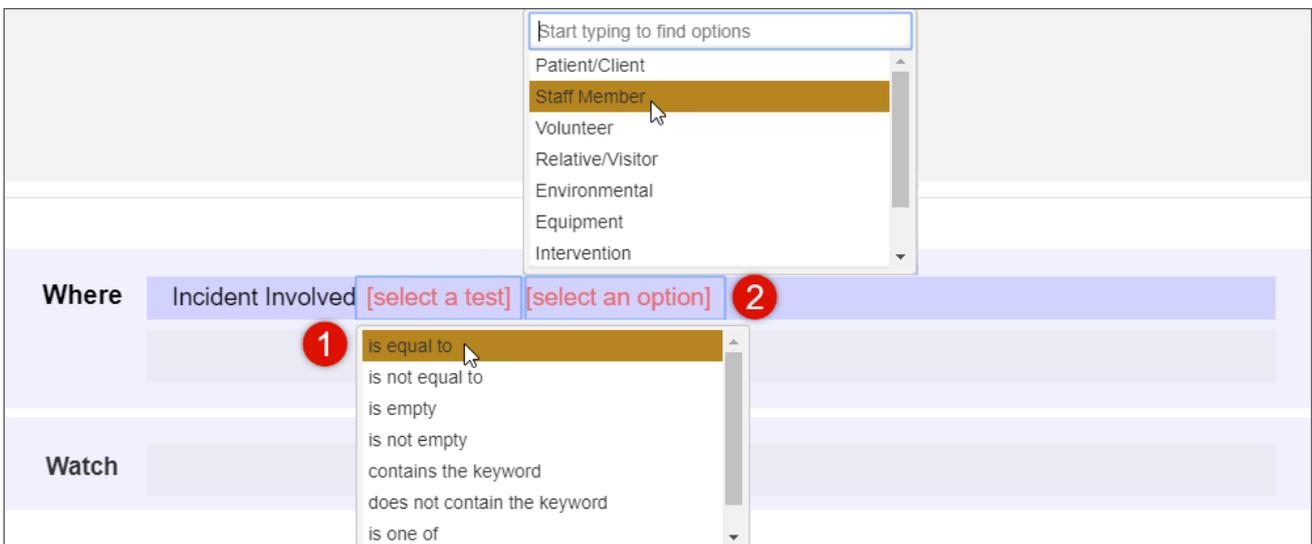 Start typing to find options
Patient/Client
Staff Member
Volunteer
Relative/Visitor
Environmental
Equipment
Intervention
Where Incident Involved [select a test] [select an option] 2
1
is equal to
is not equal to
is empty
is not empty
contains the keyword
Watch
does not contain the keyword
is one of